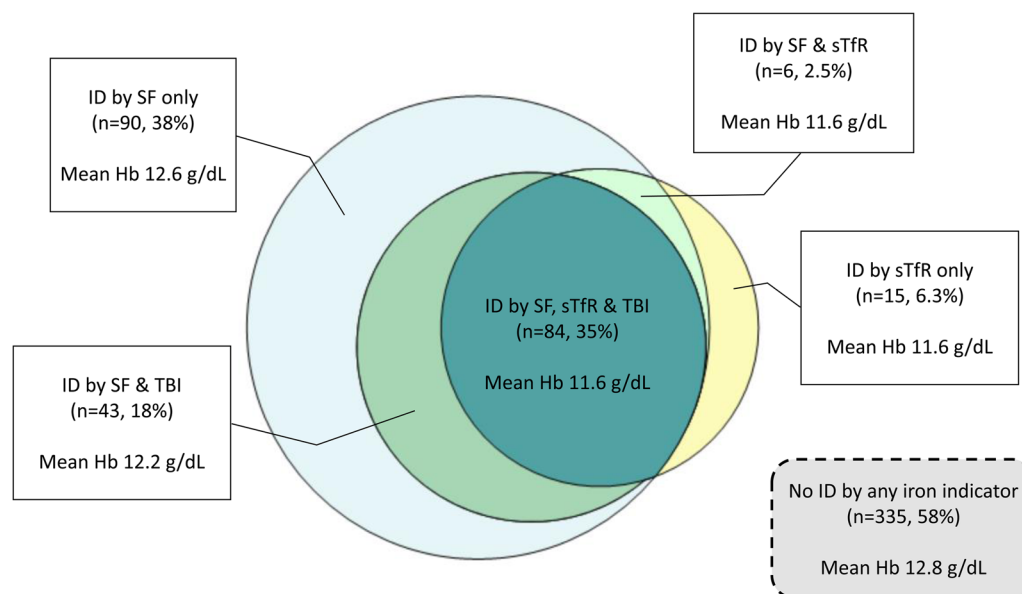 ID by SF only
(n=90, 38%)
Mean Hb 12.6 g/dL
ID by SF & sTfR
(n=6, 2.5%)
Mean Hb 11.6 g/dL
ID by sTfR only
(n=15, 6.3%)
Mean Hb 11.6 g/dL
ID by SF, sTfR & TBI
(n=84, 35%)
Mean Hb 11.6 g/dL
ID by SF & TBI
(n=43, 18%)
Mean Hb 12.2 g/dL
No ID by any iron indicator
(n=335, 58%)
Mean Hb 12.8 g/dL